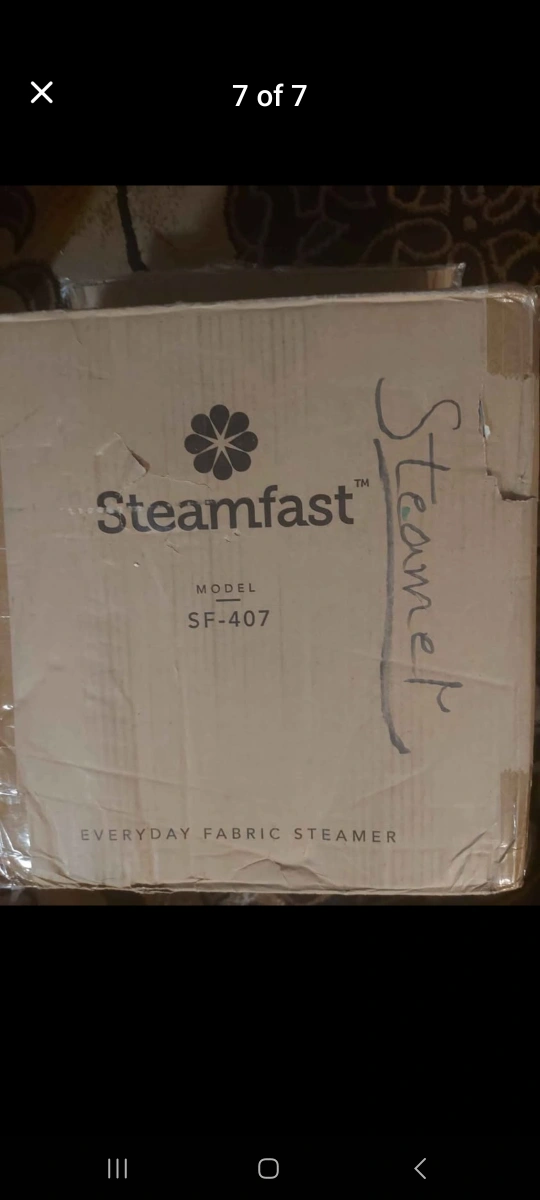 7 of 7
Steamfast™
MODEL
SF-407
EVERYDAY FABRIC STEAMER
Steamer